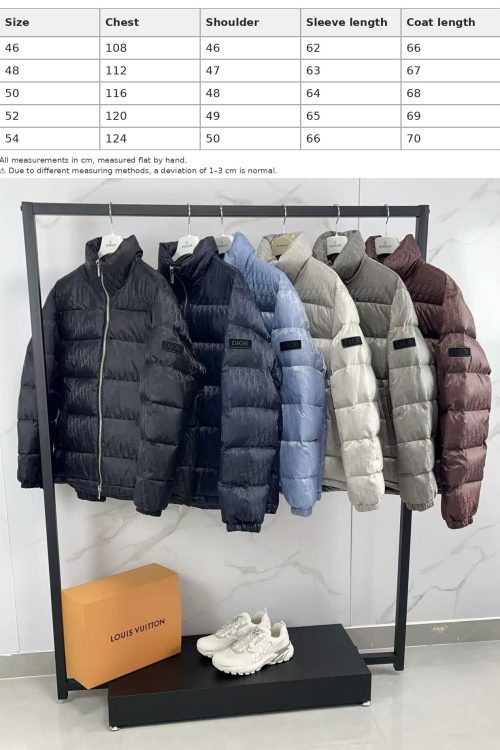 Size Chest Shoulder Sleeve length Coat length
46 108 46 62 66
48 112 47 63 67
50 116 48 64 68
52 120 49 65 69
54 124 50 66 70
All measurements in cm, measured flat by hand.
⚠ Due to different measuring methods, a deviation of 1–3 cm is normal.
DIOR
DIOR
LOUIS VUITTON